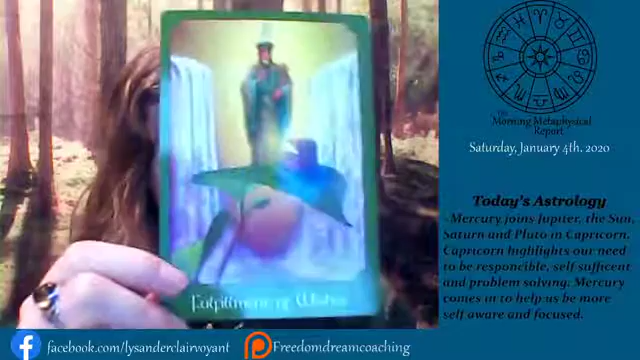 Fulfillment of Wishes
The
Morning Metaphysical
Report
Saturday, January 4th. 2020
Today's Astrology
-Mercury joins Jupiter, the Sun,
Saturn and Pluto in Capricorn.
Capricorn highlights our need
to be responsible, self sufficent
and problem solving. Mercury
comes in to help us be more
self aware and focused.
facebook.com/lysanderclairvoyant
Freedomdreamcoaching